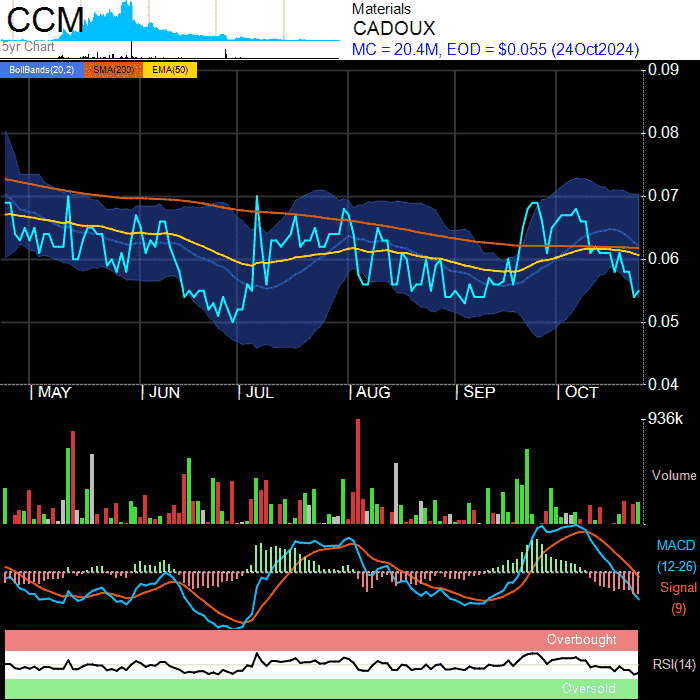 CCM
5yr Chart
Materials
CADOUX
MC = 20.4M, EOD = $0.055 (24Oct2024)
BollBands(20,2) SMA(200) EMA(50)
0.09
0.08
0.07
0.06
0.05
0.04
MAY JUN JUL AUG SEP OCT
936k
Volume
MACD
(12-26)
Signal
(9)
Overbought
RSI(14)
Oversold